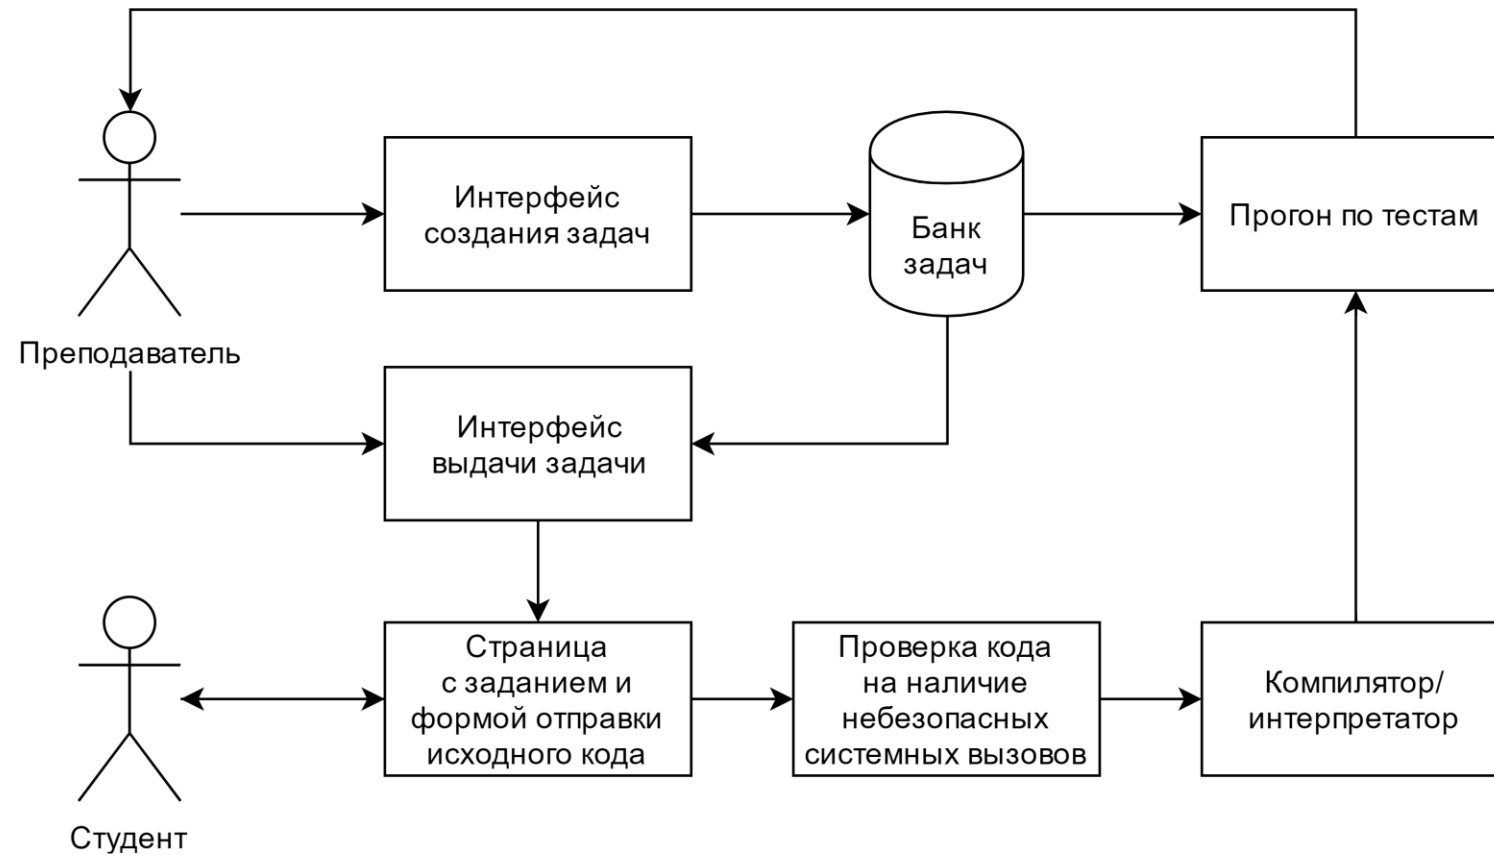 Интерфейс
создания задач
Банк
задач
Прогон по тестам
Преподаватель
Интерфейс
выдачи задачи
Страница
с заданием и
формой отправки
исходного кода
Проверка кода
на наличие
небезопасных
системных вызовов
Компилятор/
интерпретатор
Студент